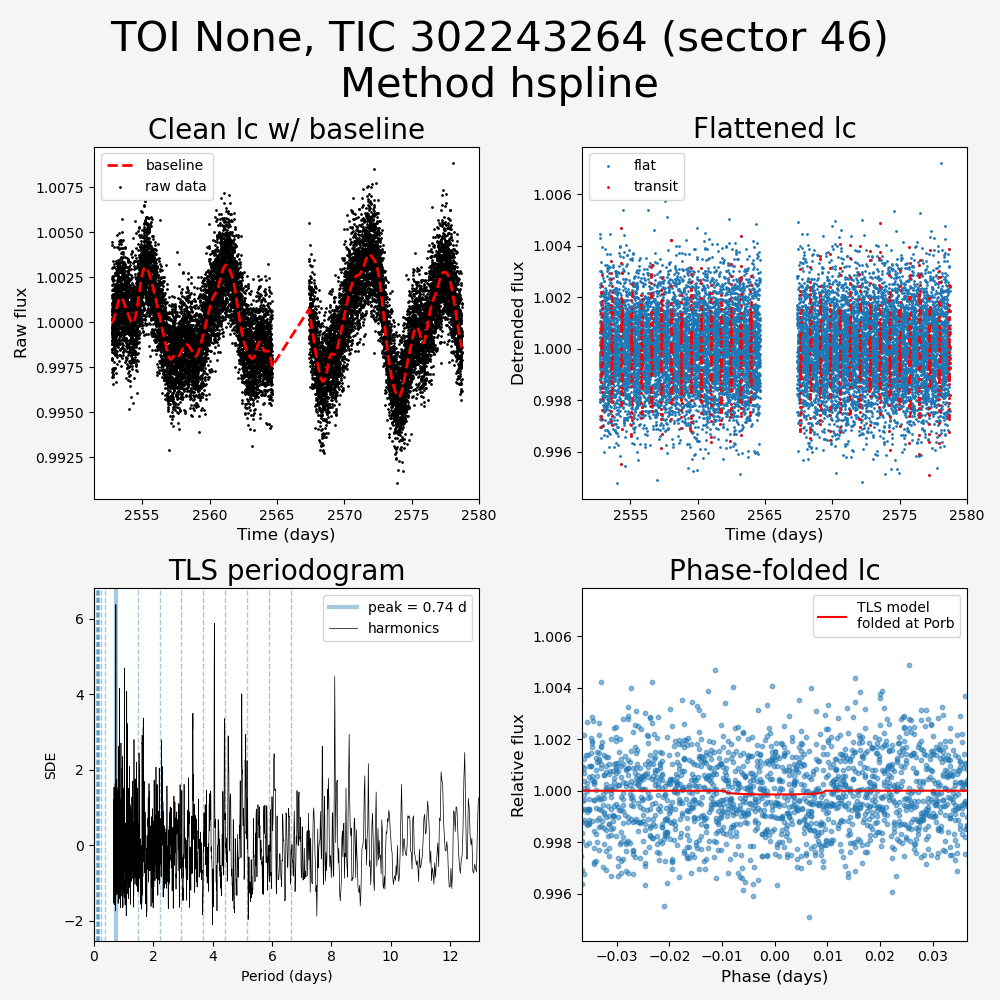 TOI None, TIC 302243264 (sector 46)
Method hspline
Clean lc w/ baseline
baseline
raw data
1.0075
1.0050
1.0025
1.0000
0.9975
0.9950
0.9925
Raw flux
2555
2560
2565
2570
2575
2580
Time (days)
Flattened lc
flat
transit
1.006
1.004
1.002
1.000
0.998
0.996
Detrended flux
2555
2560
2565
2570
2575
2580
Time (days)
TLS periodogram
peak = 0.74 d
harmonics
6
4
2
0
−2
SDE
0
2
4
6
8
10
12
Period (days)
Phase-folded lc
TLS model
folded at Porb
1.006
1.004
1.002
1.000
0.998
0.996
Relative flux
−0.03
−0.02
−0.01
0.00
0.01
0.02
0.03
Phase (days)